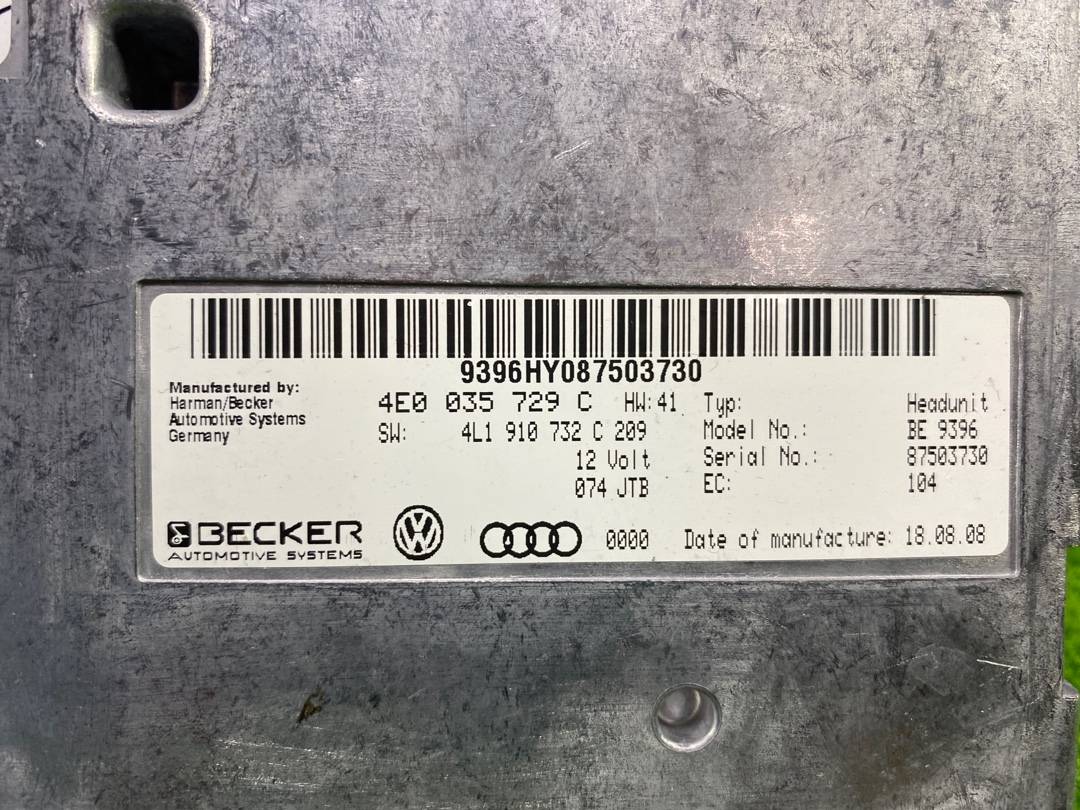 9396HY087503730
Manufactured by:
Harman/Becker
Automotive Systems
Germany
4E0 035 729 C HW:41
SW: 4L1 910 732 C 209
12 Volt
074 JTB
Typ: Headunit
Model No.: BE 9396
Serial No.: 87503730
EC: 104
BECKER
AUTOMOTIVE SYSTEMS
VW
0000 Date of manufacture: 18.08.08